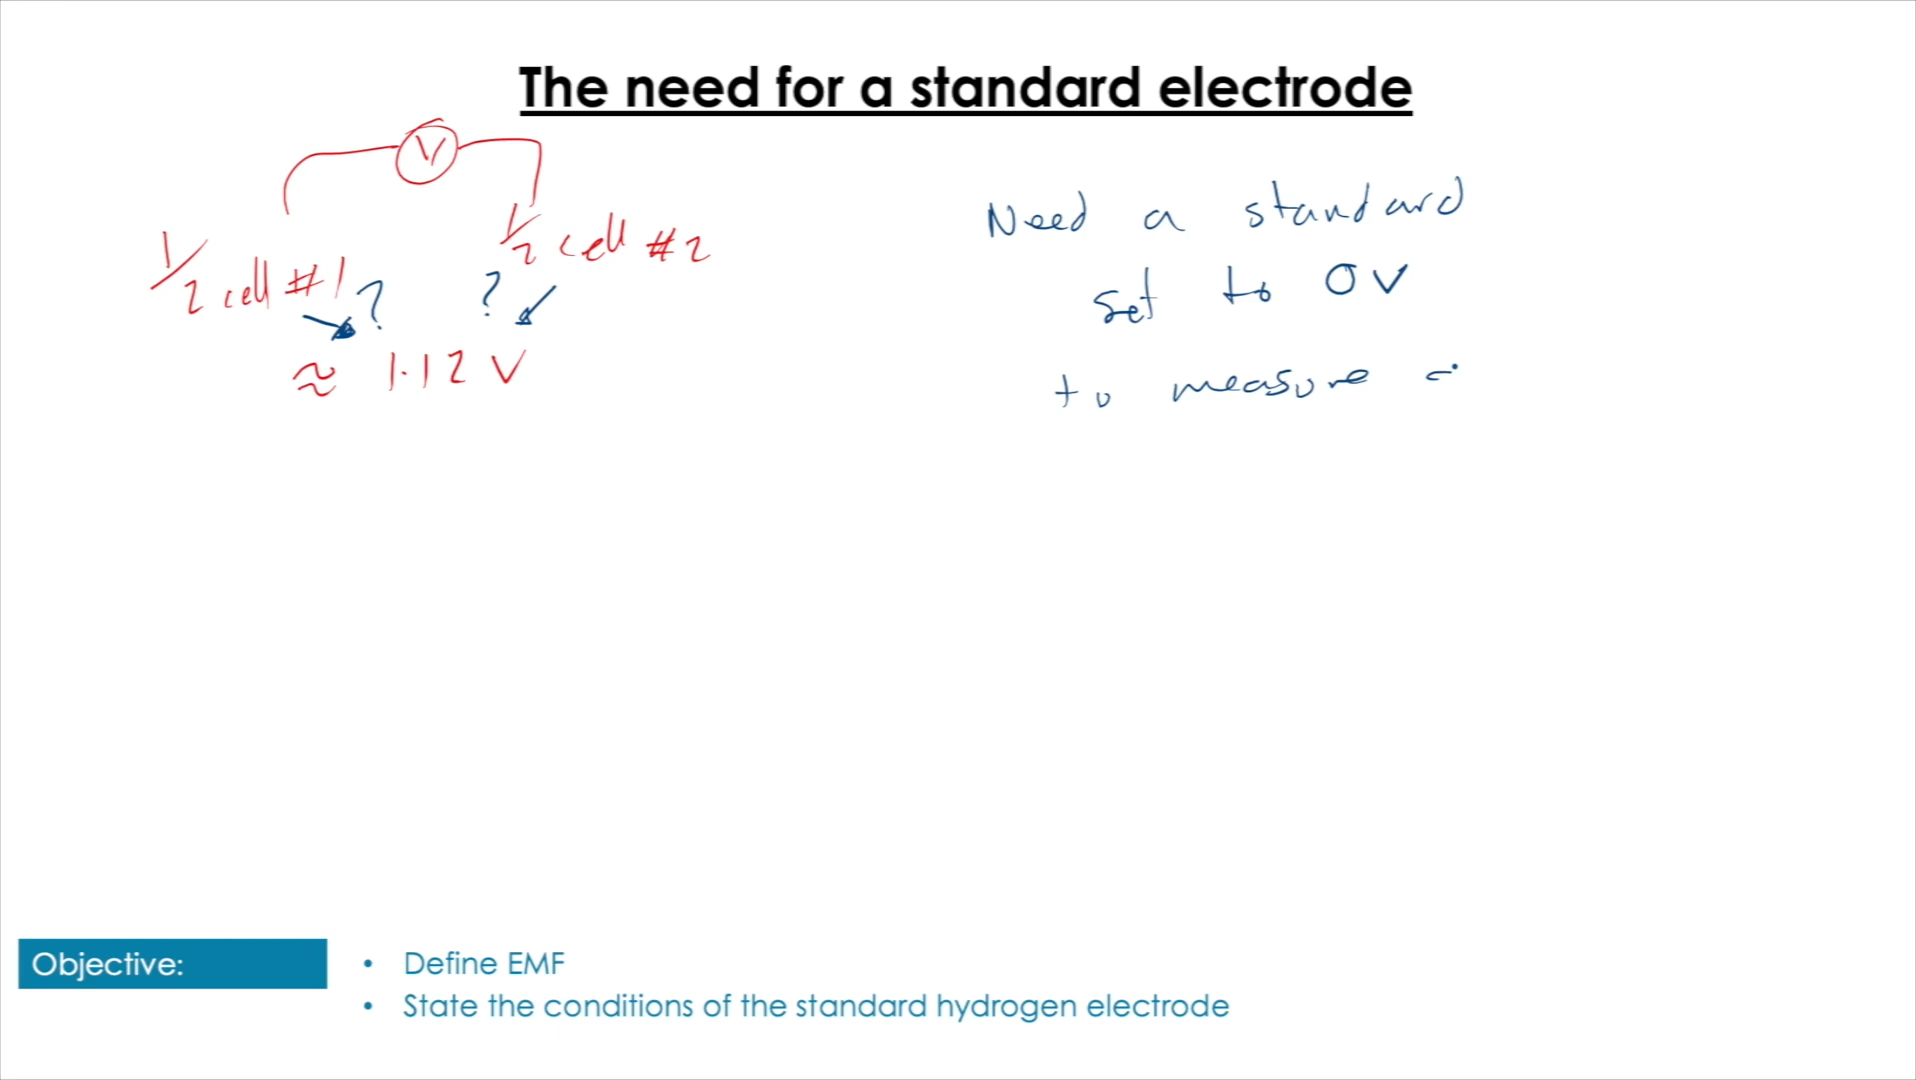 The need for a standard electrode
V
1/2 cell #1
1/2 cell #2
? ?
≈ 1.12 V
Need a standard
set to 0V
to measure
Objective:
• Define EMF
• State the conditions of the standard hydrogen electrode